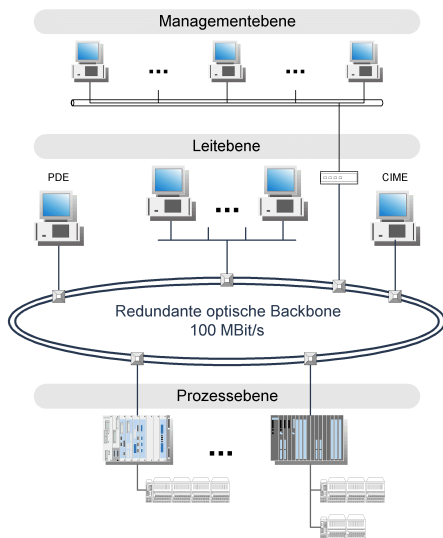 Managementebene
Leitebene
PDE
CIME
Redundante optische Backbone
100 MBit/s
Prozessebene